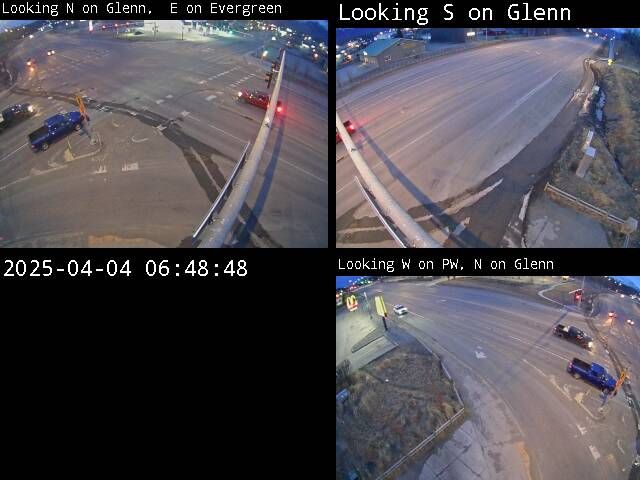 Looking N on Glenn,  E on Evergreen
Looking S on Glenn
2025-04-04 06:48:48
Looking W on PW, N on Glenn